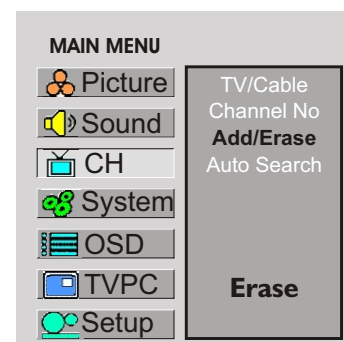 MAIN MENU
Picture
Sound
CH
System
OSD
TVPC
Setup
TV/Cable
Channel No
Add/Erase
Auto Search
Erase